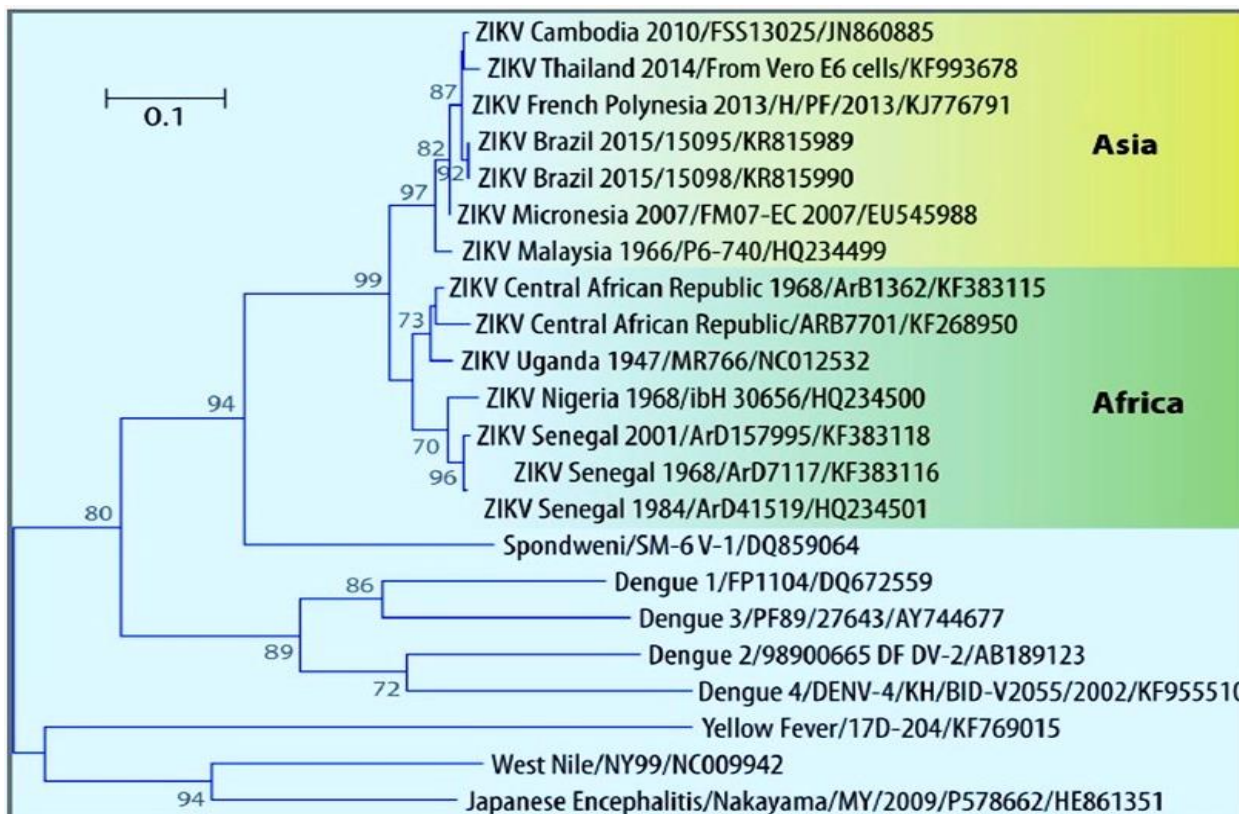 ZIKV Cambodia 2010/FSS13025/JN860885
ZIKV Thailand 2014/From Vero E6 cells/KF993678
87
0.1
ZIKV French Polynesia 2013/H/PF/2013/KJ776791
ZIKV Brazil 2015/15095/KR815989
Asia
82
92
ZIKV Brazil 2015/15098/KR815990
97
ZIKV Micronesia 2007/FM07-EC 2007/EU545988
ZIKV Malaysia 1966/P6-740/HQ234499
99
ZIKV Central African Republic 1968/ArB1362/KF383115
73
ZIKV Central African Republic/ARB7701/KF268950
ZIKV Uganda 1947/MR766/NC012532
94
ZIKV Nigeria 1968/ibH 30656/HQ234500
Africa
70
ZIKV Senegal 2001/ArD157995/KF383118
96
ZIKV Senegal 1968/ArD7117/KF383116
80
ZIKV Senegal 1984/ArD41519/HQ234501
Spondweni/SM-6 V-1/DQ859064
86
Dengue 1/FP1104/DQ672559
Dengue 3/PF89/27643/AY744677
89
Dengue 2/98900665 DF DV-2/AB189123
72
Dengue 4/DENV-4/KH/BID-V2055/2002/KF955510
Yellow Fever/17D-204/KF769015
West Nile/NY99/NC009942
94
Japanese Encephalitis/Nakayama/MY/2009/P578662/HE861351